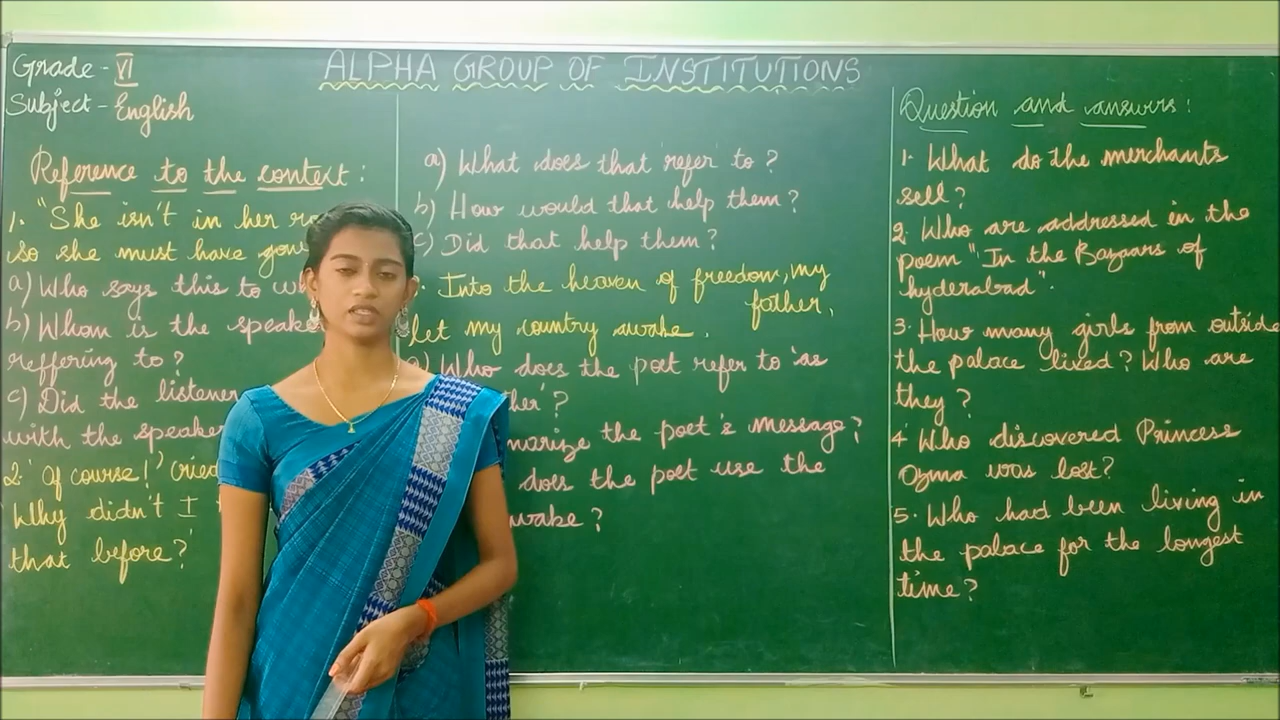 Grade - VI
Subject - English
ALPHA GROUP OF INSTITUTIONS
Reference to the context :
1. "She isn't in her
so she must have
a) Who says this to
b) Whom is the
reffering to ?
c) Did the listener
with the
2. 'Of course!' cried
Why didn't I
that before?'
a) What does that 'refer' to ?
b) How would that help them ?
c) Did that help them ?
Into the heaven of freedom, my
father,
let my country awake.
Who does the poet refer to 'as
the poet's message?
does the poet use the
Question and answers :
1. What do the merchants
sell ?
2. Who are addressed in the
poem "In the Bazaars of
hyderabad".
3. How many girls from outside
the palace lived ? Who are
they ?
4. Who discovered Princess
Ozma was lost?
5. Who had been living in
the palace for the longest
time ?